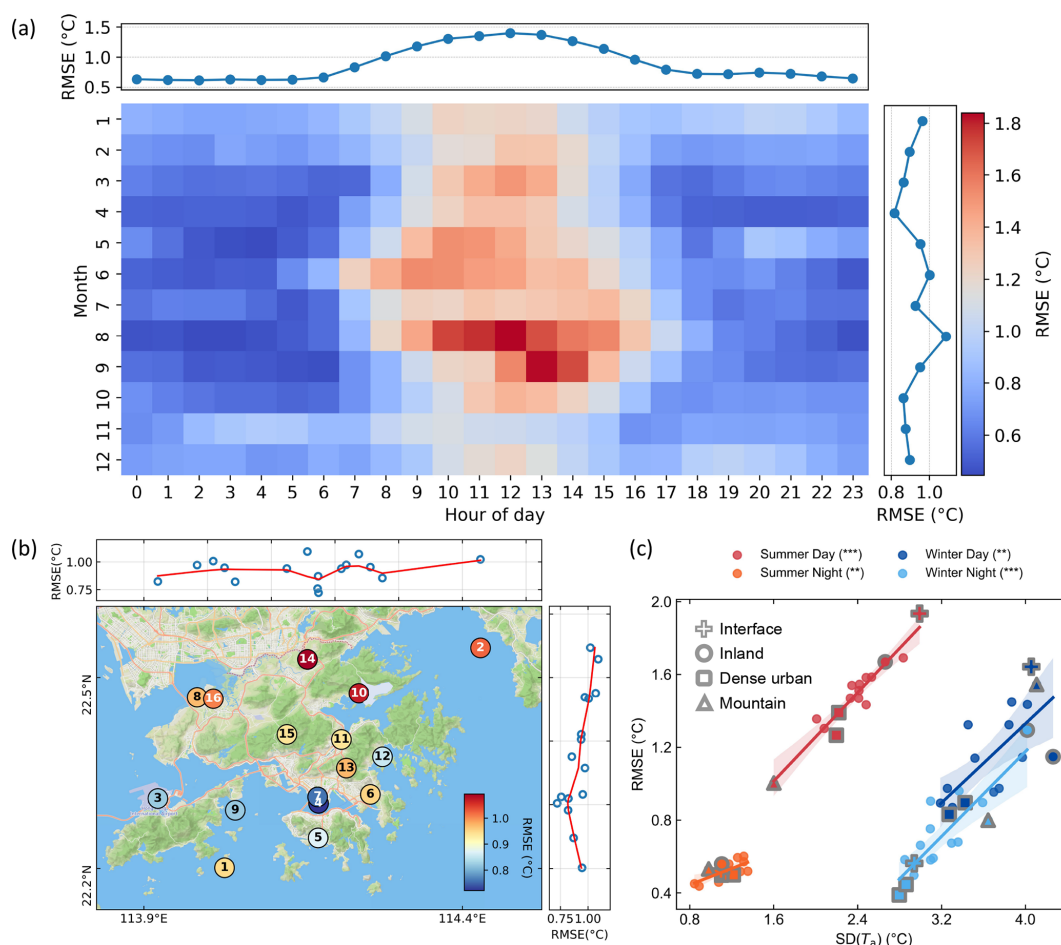 (a)
RMSE (°C)
1.5
1.0
0.5
Month
1
2
3
4
5
6
7
8
9
10
11
12
0 1 2 3 4 5 6 7 8 9 10 11 12 13 14 15 16 17 18 19 20 21 22 23
Hour of day
0.8 1.0
RMSE (°C)
1.8
1.6
1.4
1.2
1.0
0.8
0.6
RMSE (°C)
(b)
RMSE(°C)
1.00
0.75
22.5°N
22.2°N
14
2
8 16
10
15
11
12
13
3
9
7
4
6
5
1
1.0
0.8
RMSE (°C)
113.9°E 114.4°E
0.751.00
RMSE(°C)
(c)
Summer Day (***) Winter Day (**)
Summer Night (**) Winter Night (***)
Interface
Inland
Dense urban
Mountain
RMSE (°C)
2.0
1.6
1.2
0.8
0.4
0.8 1.6 2.4 3.2 4.0
SD(Ta) (°C)